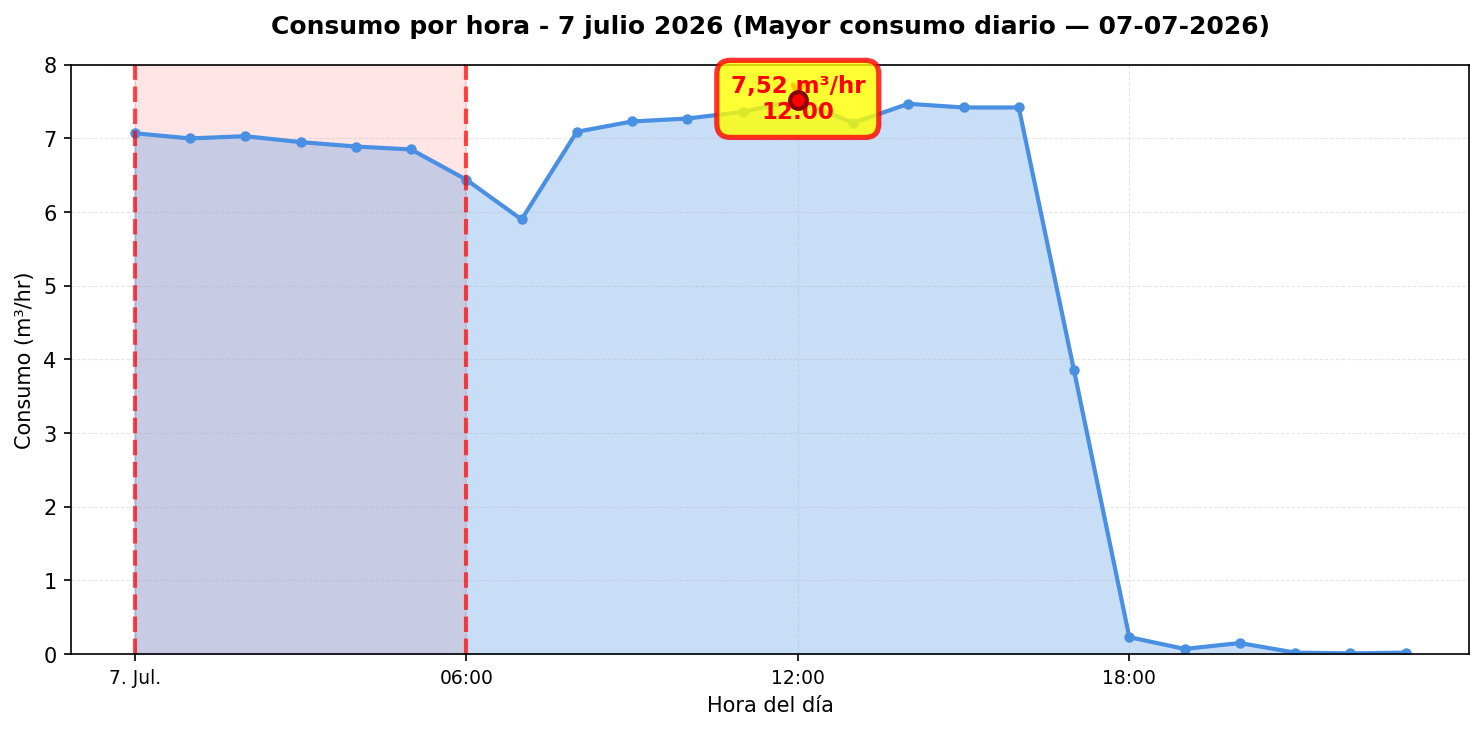 Consumo por hora - 7 julio 2026 (Mayor consumo diario — 07-07-2026)
7,52 m³/hr
12:00
Consumo (m³/hr)
8
7
6
5
4
3
2
1
0
7. Jul.
06:00
12:00
18:00
Hora del día